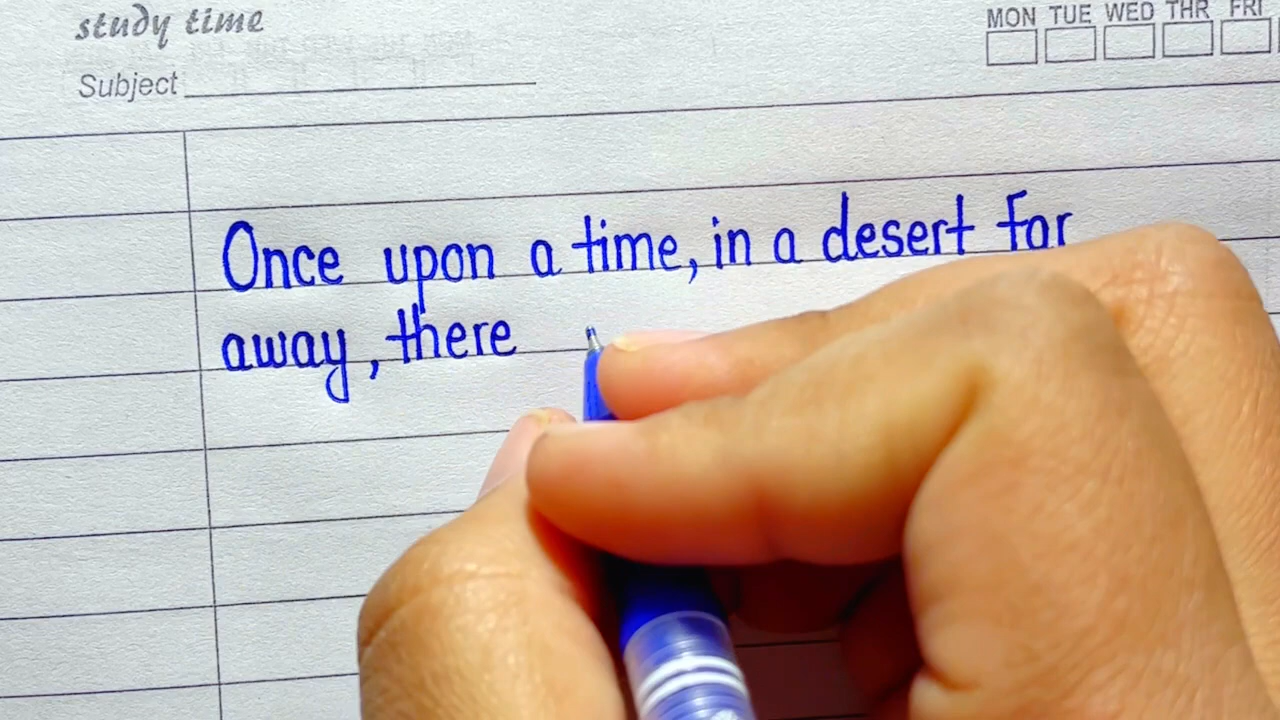 study time
MON TUE WED THR FRI
Subject
Once upon a time, in a desert far
away, there